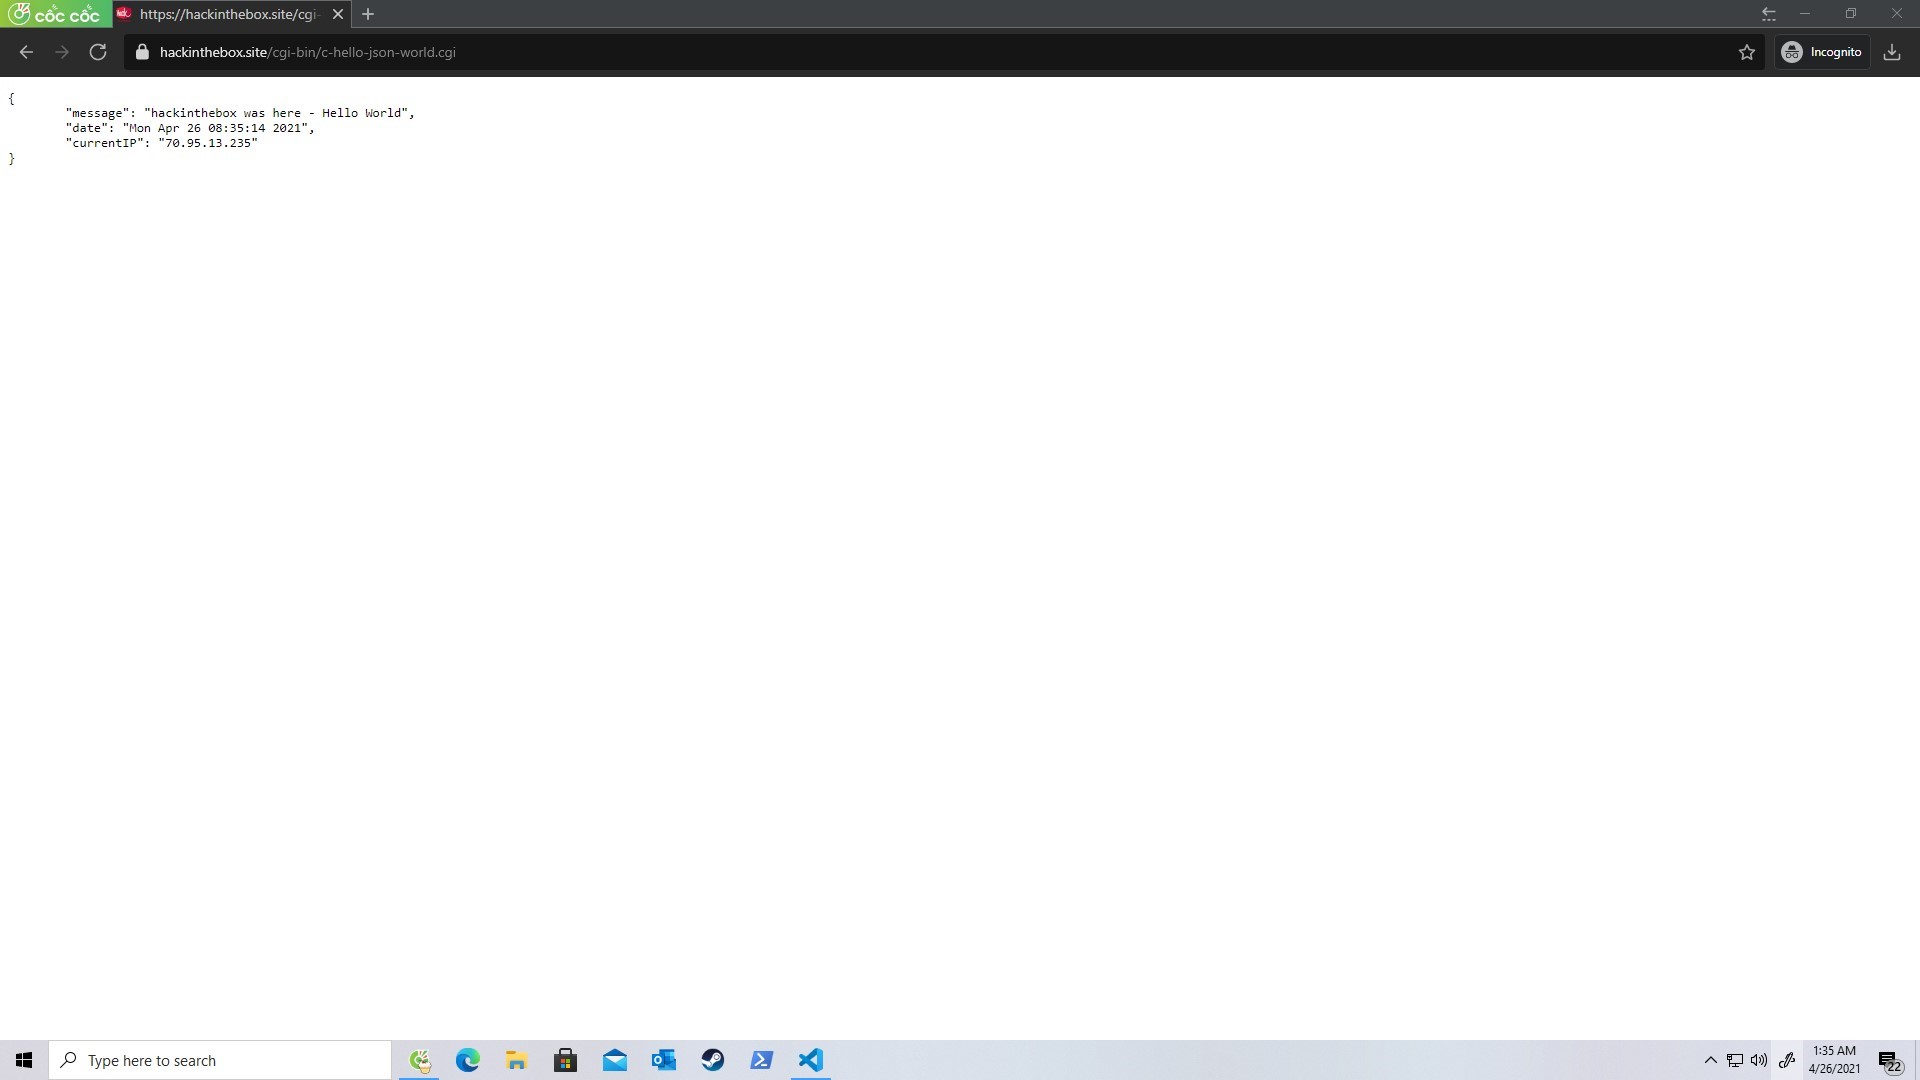 cốc cốc
https://hackinthebox.site/cgi-
hackinthebox.site/cgi-bin/c-hello-json-world.cgi
Incognito
{
"message": "hackinthebox was here - Hello World",
"date": "Mon Apr 26 08:35:14 2021",
"currentIP": "70.95.13.235"
}
Type here to search
1:35 AM
4/26/2021
22